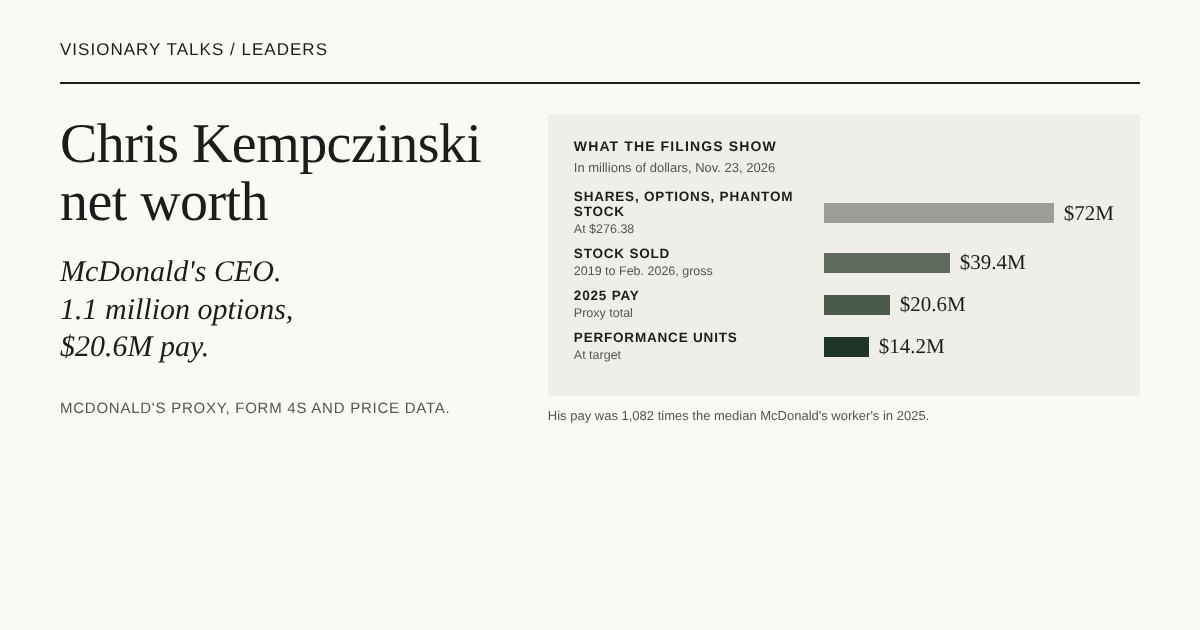 VISIONARY TALKS / LEADERS
Chris Kempczinski
net worth
McDonald's CEO.
1.1 million options,
$20.6M pay.
MCDONALD'S PROXY, FORM 4S AND PRICE DATA.
WHAT THE FILINGS SHOW
In millions of dollars, Nov. 23, 2026
SHARES, OPTIONS, PHANTOM
STOCK
At $276.38
$72M
STOCK SOLD
2019 to Feb. 2026, gross
$39.4M
2025 PAY
Proxy total
$20.6M
PERFORMANCE UNITS
At target
$14.2M
His pay was 1,082 times the median McDonald's worker's in 2025.